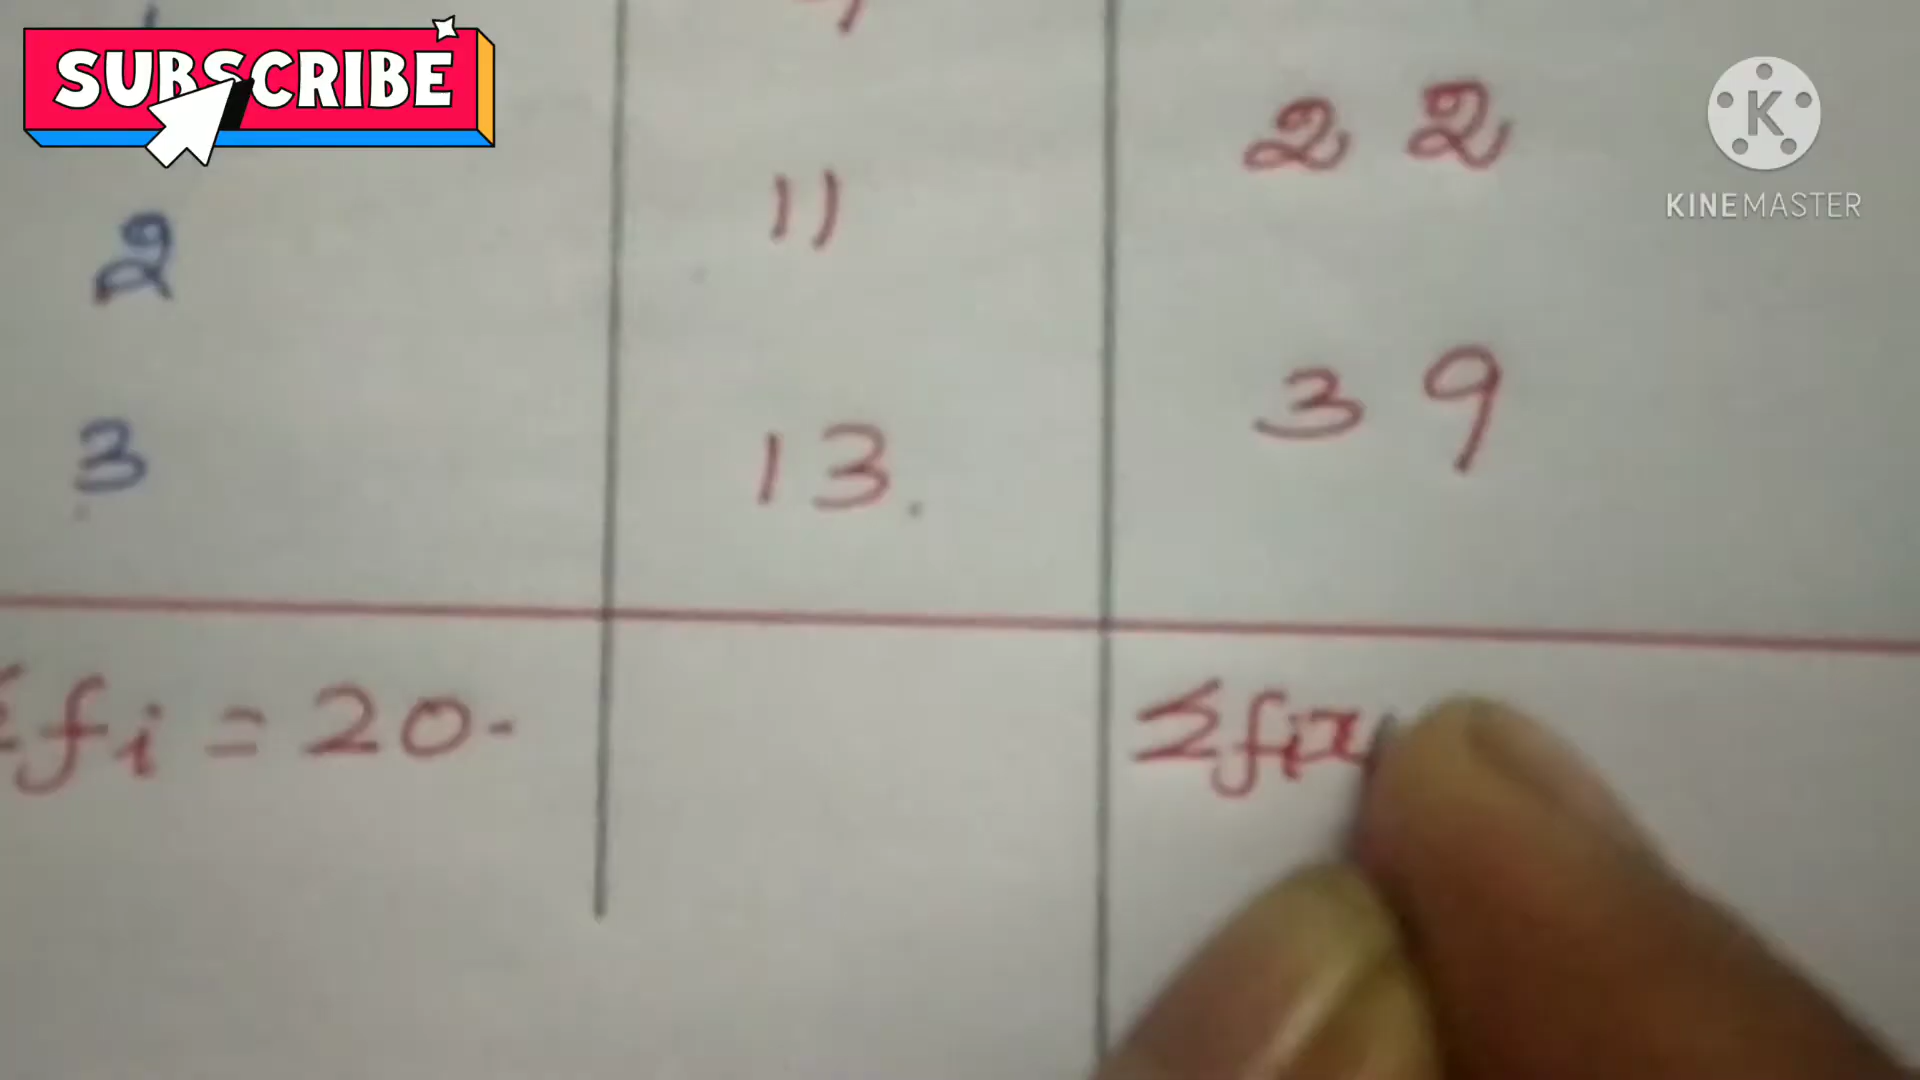 SUBSCRIBE
K
KINEMASTER
22
2 11
39
3 13.
Σfi = 20- Σfix